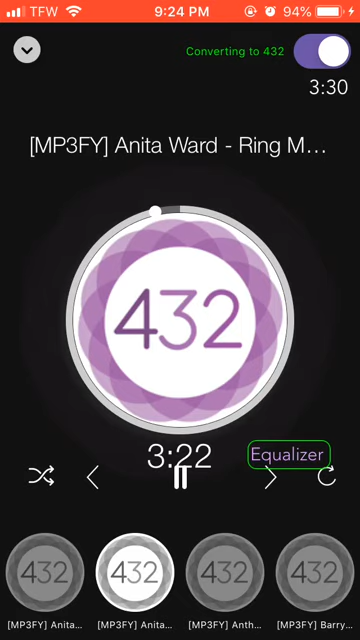 TFW
9:24 PM
94%
Converting to 432
3:30
[MP3FY] Anita Ward - Ring M...
432
3:22
Equalizer
432
432
432
432
[MP3FY] Anita...
[MP3FY] Anita...
[MP3FY] Anth...
[MP3FY] Barry...